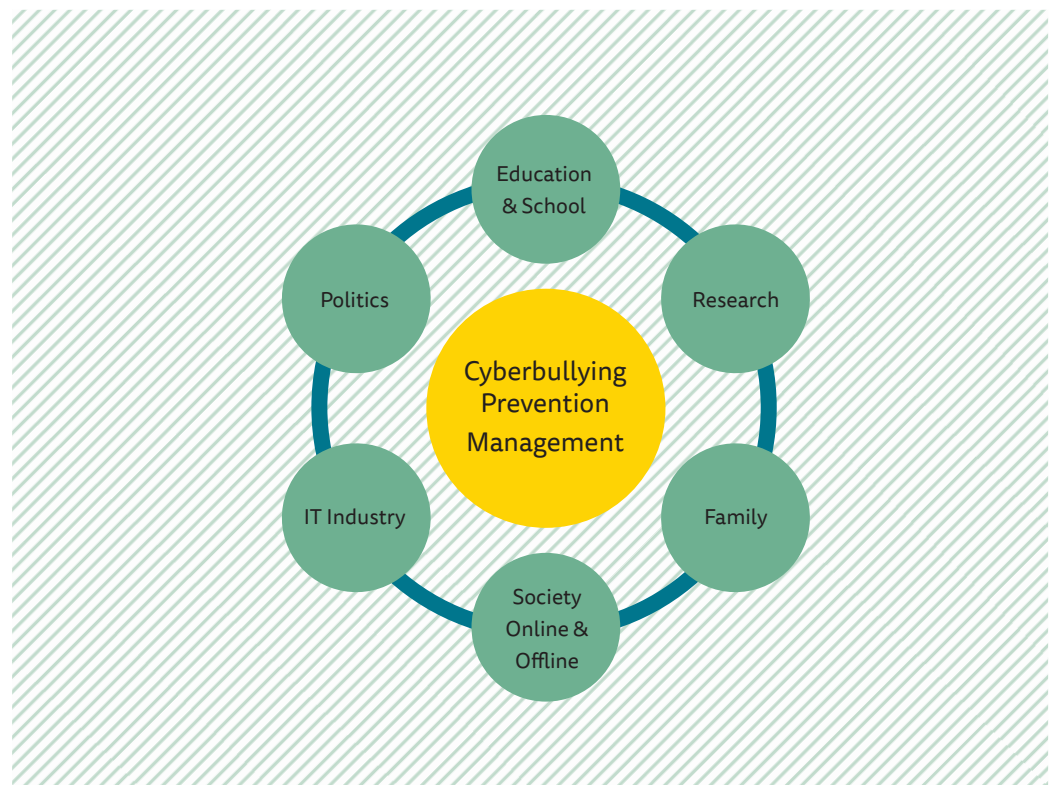 Education
& School
Politics
Research
Cyberbullying
Prevention
Management
IT Industry
Family
Society
Online &
Offline